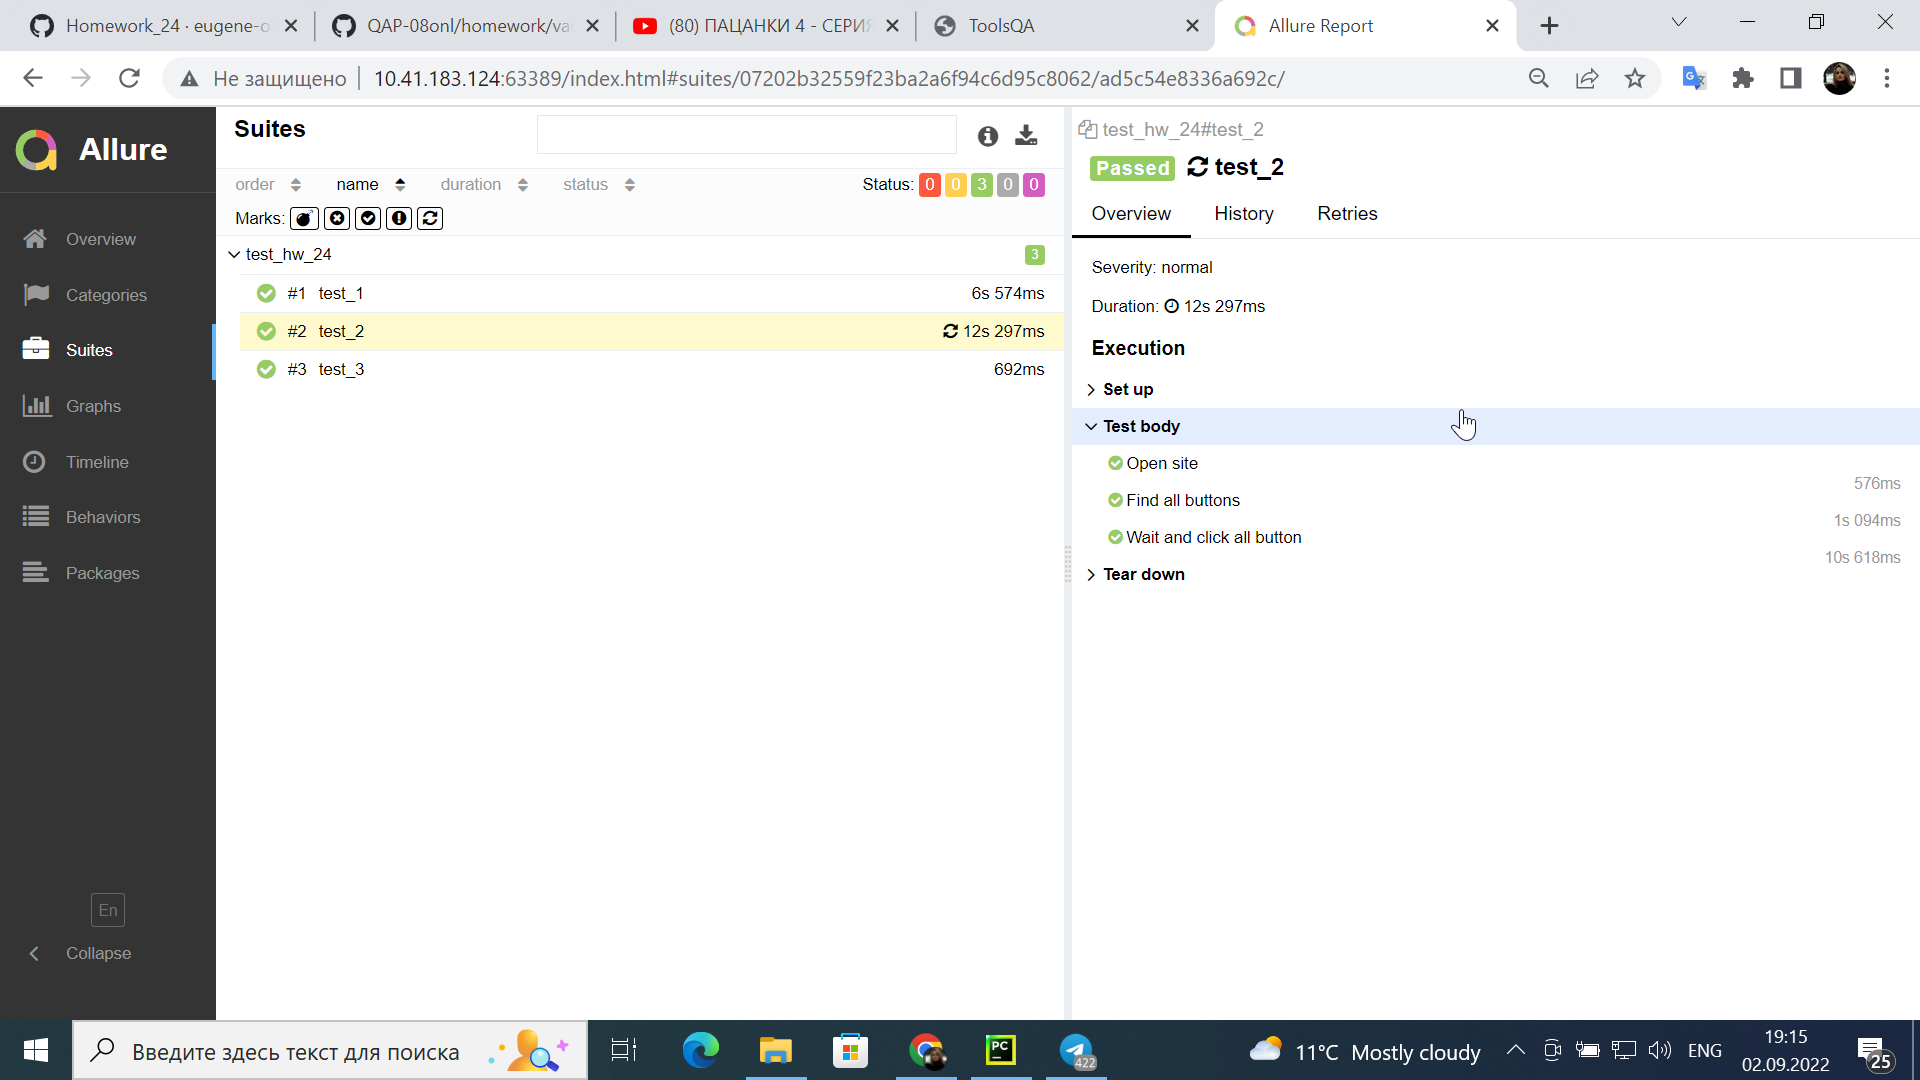 Homework_24 · eugene-o
QAP-08onl/homework/va
(80) ПАЦАНКИ 4 - СЕРИЯ
ToolsQA
Allure Report
Не защищено
10.41.183.124:63389/index.html#suites/07202b32559f23ba2a6f94c6d95c8062/ad5c54e8336a692c/
Allure
Overview
Categories
Suites
Graphs
Timeline
Behaviors
Packages
En
Collapse
Suites
order name duration status
Status: 0 0 3 0 0
Marks:
test_hw_24 3
#1 test_1 6s 574ms
#2 test_2 12s 297ms
#3 test_3 692ms
test_hw_24#test_2
Passed test_2
Overview History Retries
Severity: normal
Duration: 12s 297ms
Execution
Set up
Test body
Open site
576ms
Find all buttons
1s 094ms
Wait and click all button
10s 618ms
Tear down
Введите здесь текст для поиска
PC
422
11°C Mostly cloudy
ENG
19:15
02.09.2022
25